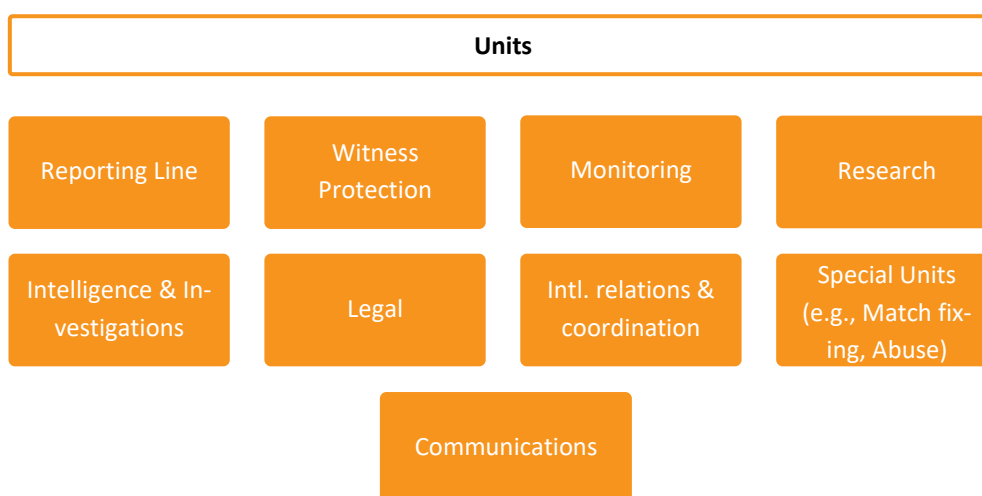 Units
Reporting Line
Witness
Protection
Monitoring
Research
Intelligence & In-
vestigations
Legal
Intl. relations &
coordination
Special Units
(e.g., Match fix-
ing, Abuse)
Communications